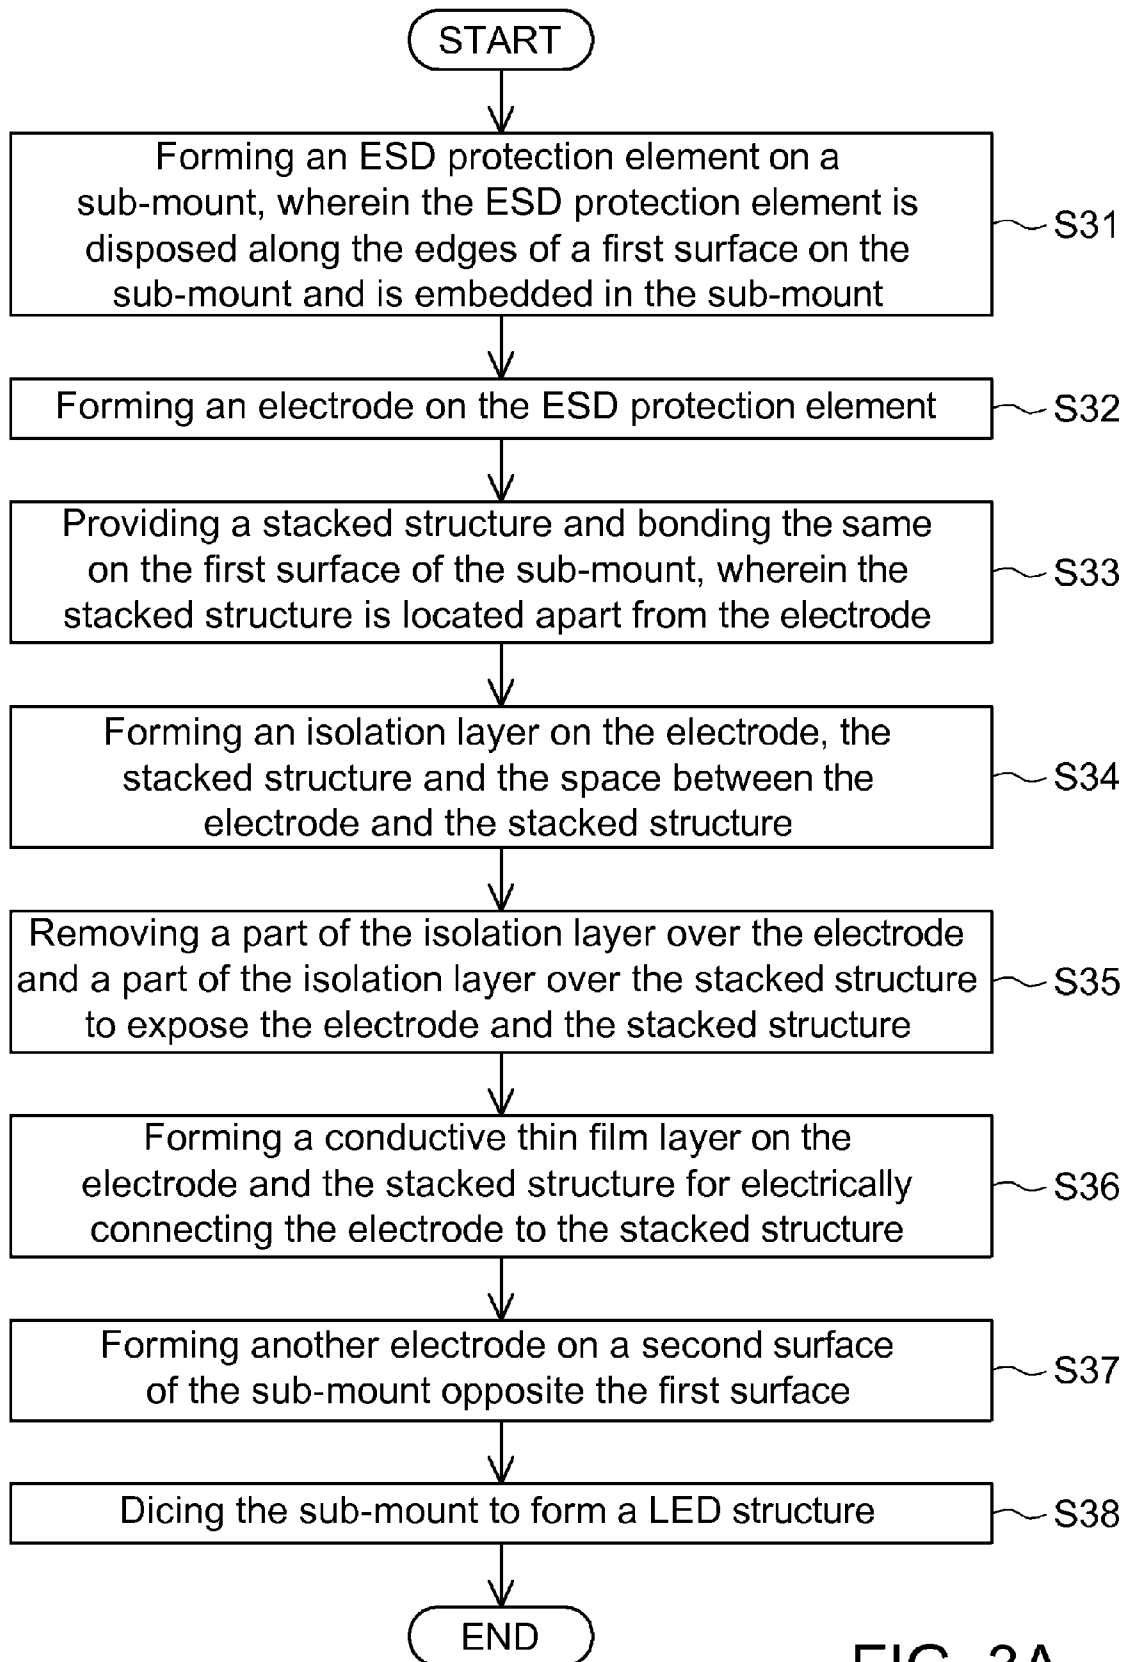 START
Forming an ESD protection element on a
sub-mount, wherein the ESD protection element is
disposed along the edges of a first surface on the
sub-mount and is embedded in the sub-mount
S31
Forming an electrode on the ESD protection element
S32
Providing a stacked structure and bonding the same
on the first surface of the sub-mount, wherein the
stacked structure is located apart from the electrode
S33
Forming an isolation layer on the electrode, the
stacked structure and the space between the
electrode and the stacked structure
S34
Removing a part of the isolation layer over the electrode
and a part of the isolation layer over the stacked structure
to expose the electrode and the stacked structure
S35
Forming a conductive thin film layer on the
electrode and the stacked structure for electrically
connecting the electrode to the stacked structure
S36
Forming another electrode on a second surface
of the sub-mount opposite the first surface
S37
Dicing the sub-mount to form a LED structure
S38
END
FIG. 3A